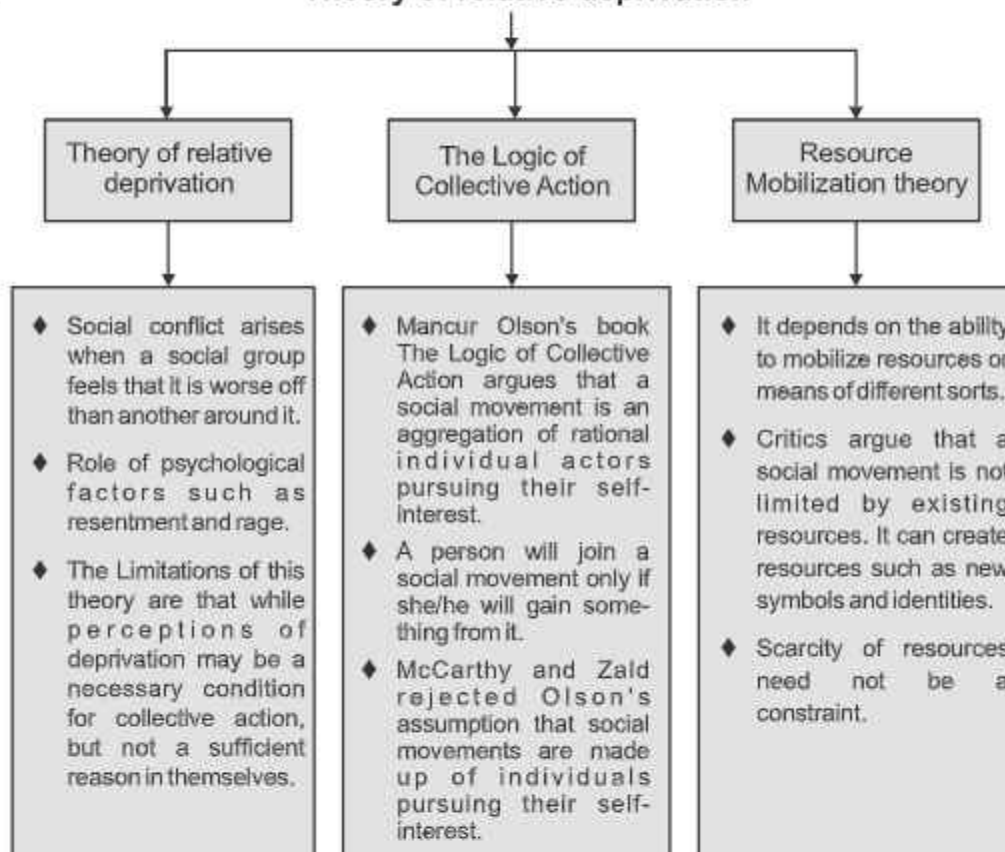 Theory of relative
deprivation
Social conflict arises
when a social group
feels that it is worse off
than another around it.
Role of psychological
factors such as
resentment and rage.
The Limitations of this
theory are that while
perceptions of
deprivation may be a
necessary condition
for collective action,
but not a sufficient
reason in themselves.
The Logic of
Collective Action
Mancur Olson's book
The Logic of Collective
Action argues that a
social movement is an
aggregation of rational
individual actors
pursuing their self-
interest.
A person will join a
social movement only if
she/he will gain some-
thing from it.
McCarthy and Zald
rejected Olson's
assumption that social
movements are made
up of individuals
pursuing their self-
interest.
Resource
Mobilization theory
It depends on the ability
to mobilize resources or
means of different sorts.
Critics argue that a
social movement is not
limited by existing
resources. It can create
resources such as new
symbols and identities.
Scarcity of resources
need not be a
constraint.